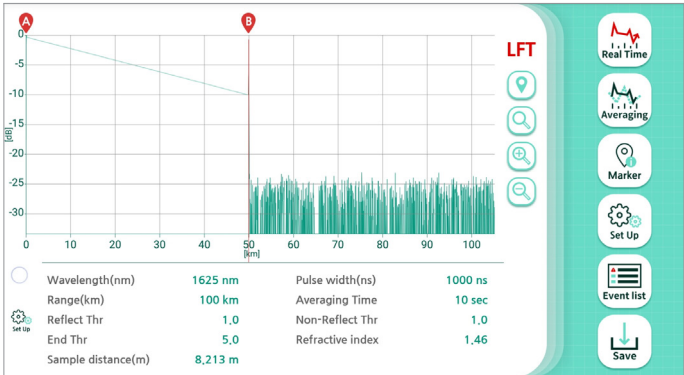 A B
0
-5
-10
-15
[dB]
-20
-25
-30
0 10 20 30 40 50 60 70 80 90 100
[km]
LFT
Real Time
Averaging
Marker
Set Up
Event list
Save
Set Up
Wavelength(nm) 1625 nm Pulse width(ns) 1000 ns
Range(km) 100 km Averaging Time 10 sec
Reflect Thr 1.0 Non-Reflect Thr 1.0
End Thr 5.0 Refractive index 1.46
Sample distance(m) 8.213 m